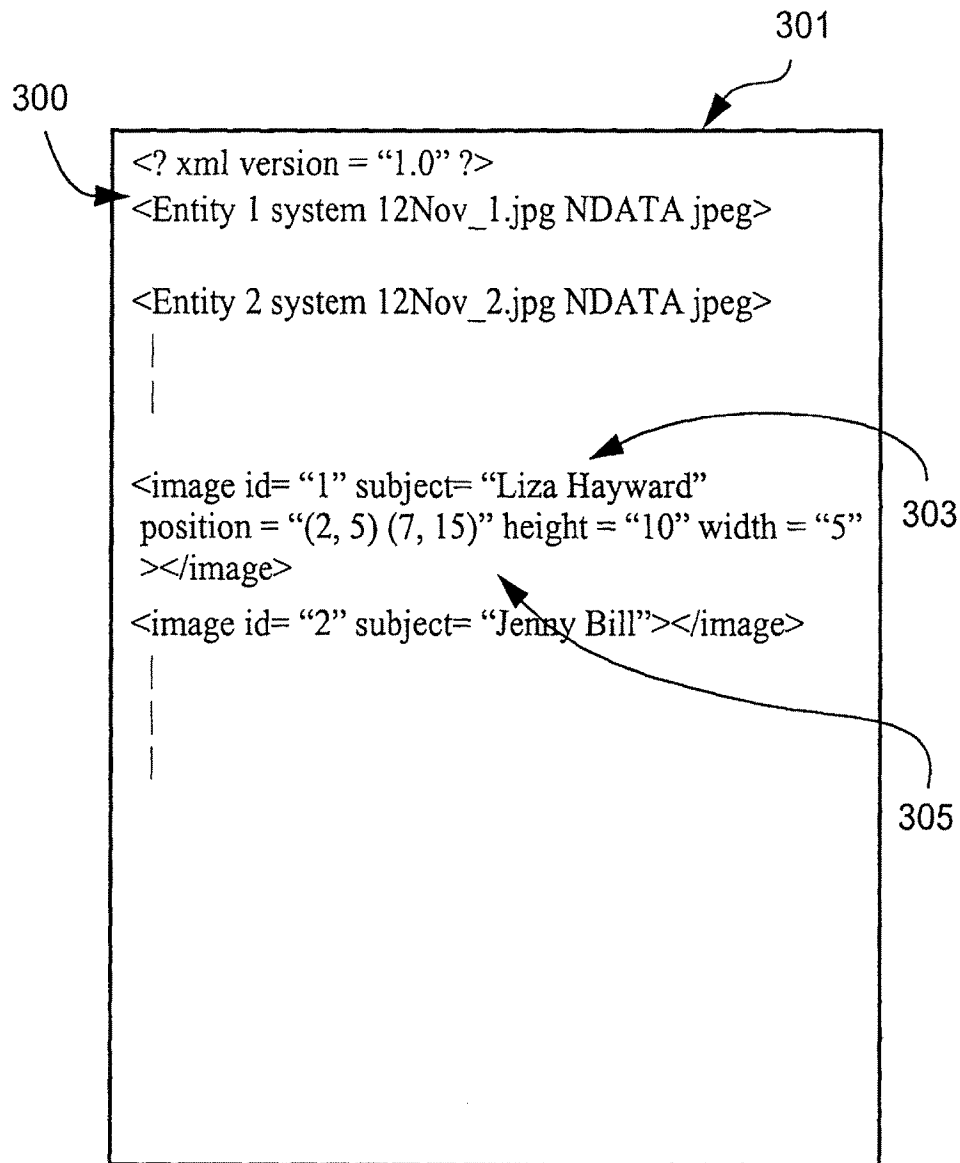 301
300
<? xml version = “1.0” ?>
<Entity 1 system 12Nov_1.jpg NDATA jpeg>
<Entity 2 system 12Nov_2.jpg NDATA jpeg>
<image id= “1” subject= “Liza Hayward”
303
position = “(2, 5) (7, 15)” height = “10” width = “5”
></image>
<image id= “2” subject= “Jenny Bill”></image>
305